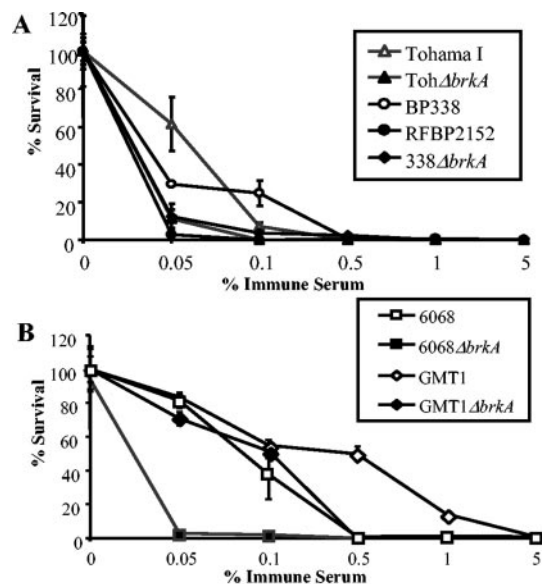 A
120
100
80
60
40
20
0
% Survival
0 0.05 0.1 0.5 1 5
% Immune Serum
Tohama I
TohΔbrkA
BP338
RFBP2152
338ΔbrkA
B
120
100
80
60
40
20
0
% Survival
0 0.05 0.1 0.5 1 5
% Immune Serum
6068
6068ΔbrkA
GMT1
GMT1ΔbrkA